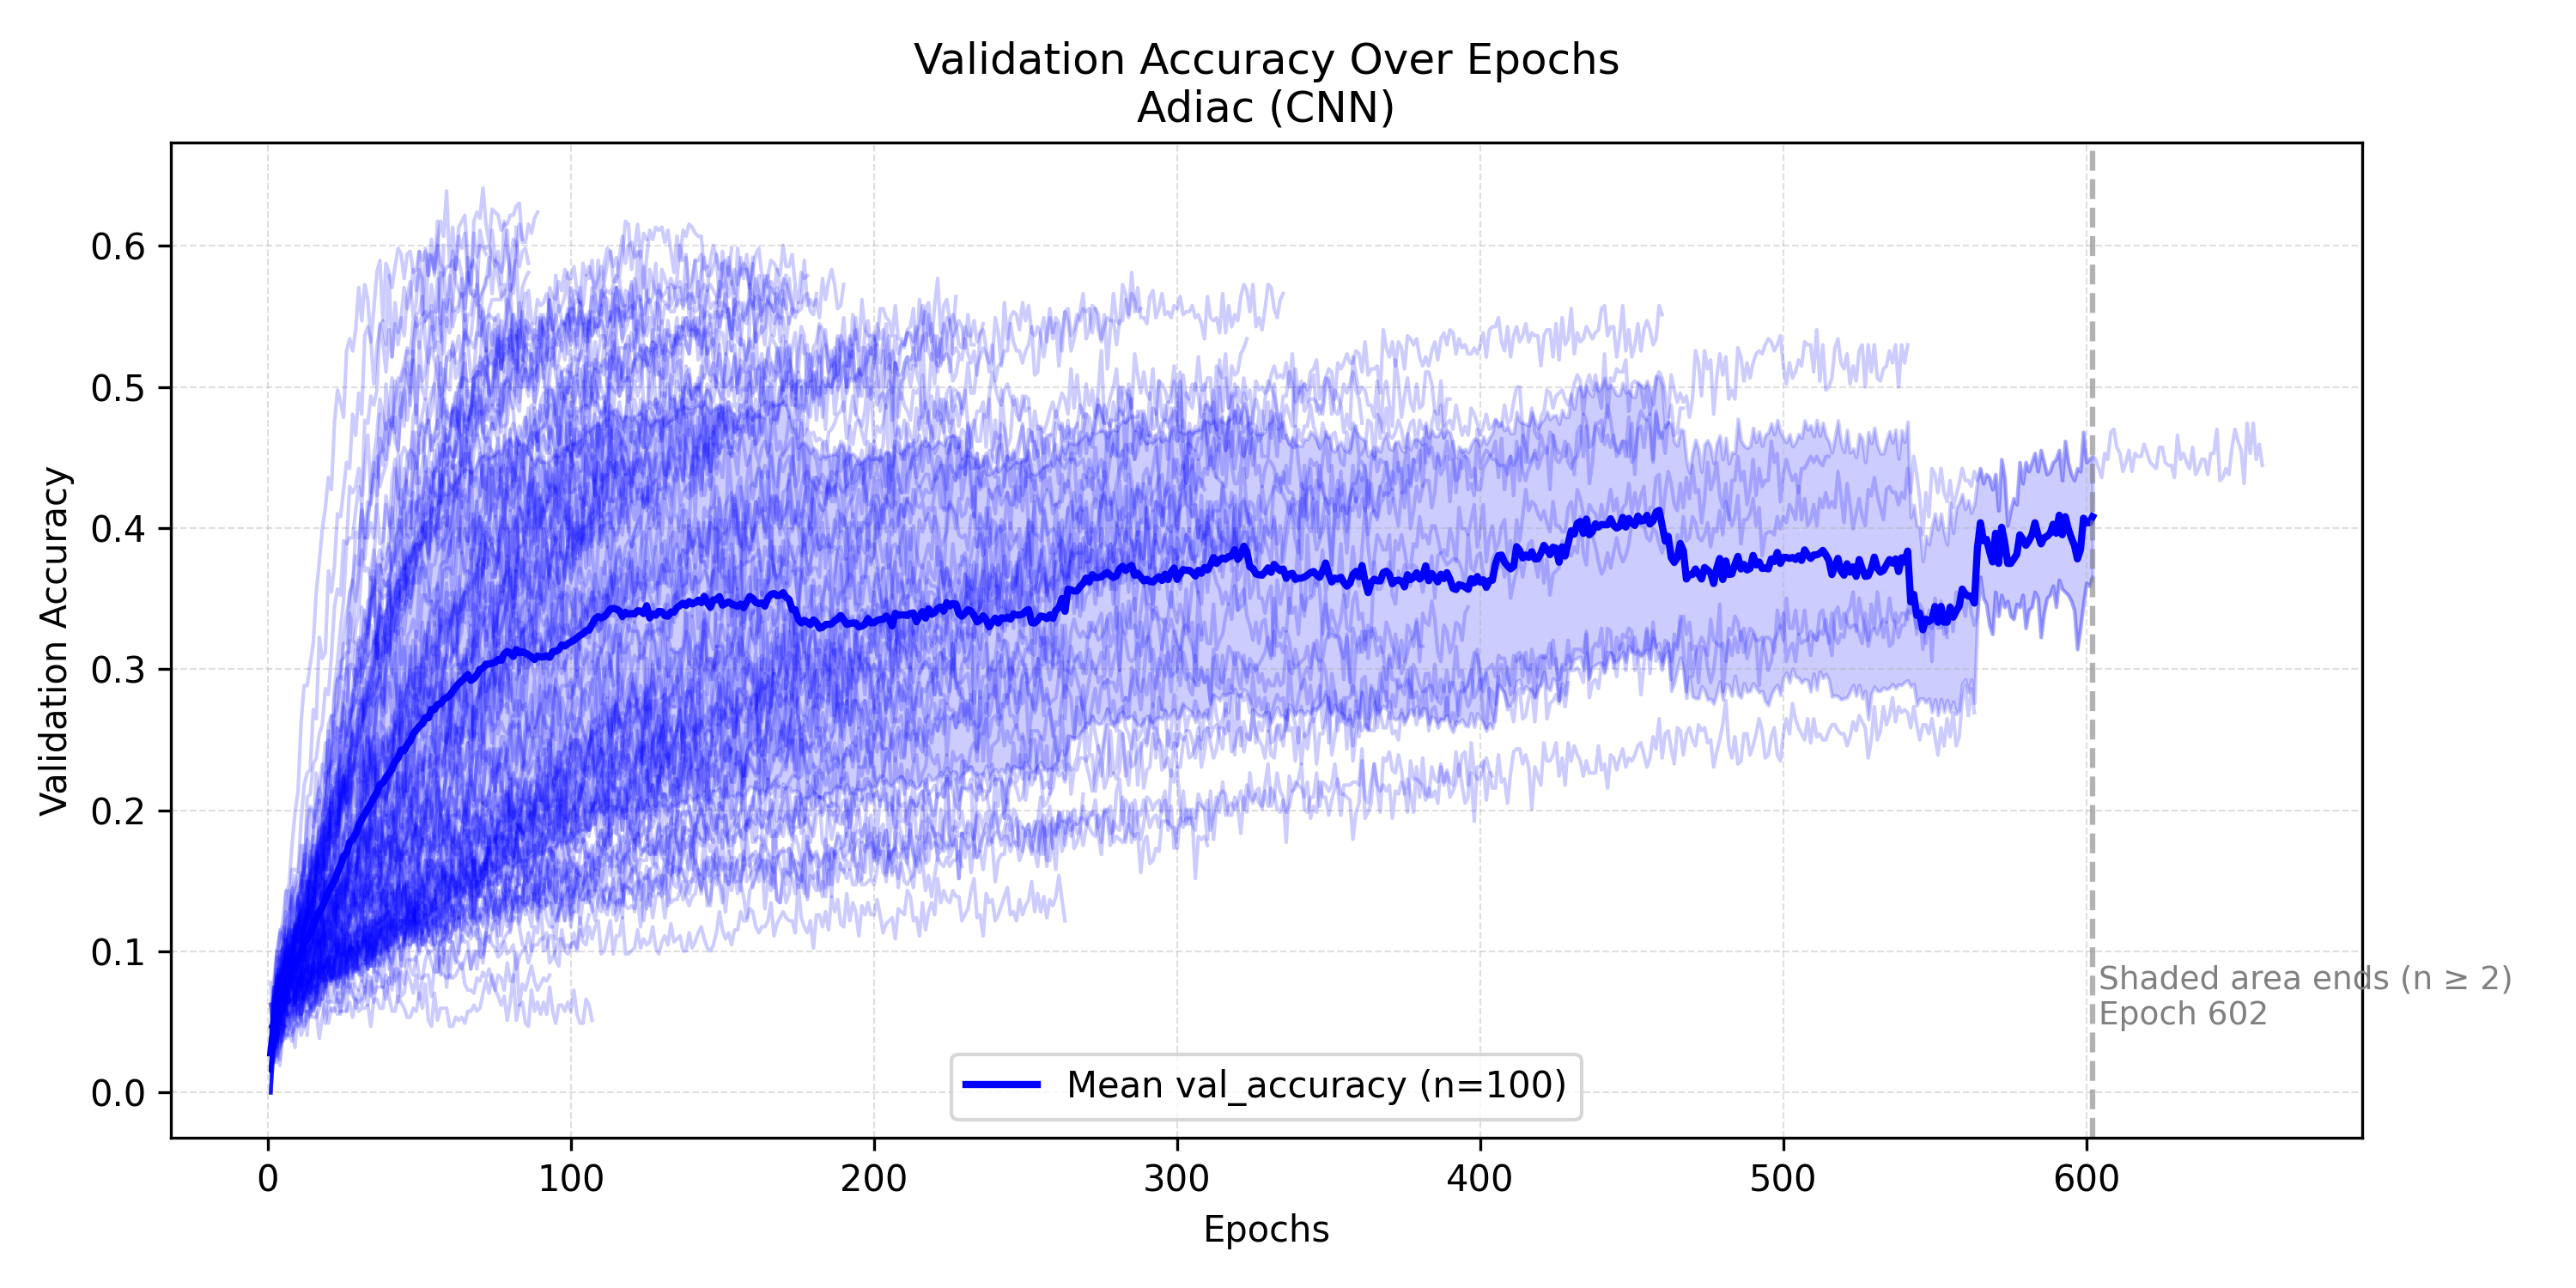 Validation Accuracy Over Epochs
Adiac (CNN)
Validation Accuracy
0.6
0.5
0.4
0.3
0.2
0.1
0.0
Shaded area ends (n ≥ 2)
Epoch 602
Mean val_accuracy (n=100)
0 100 200 300 400 500 600
Epochs